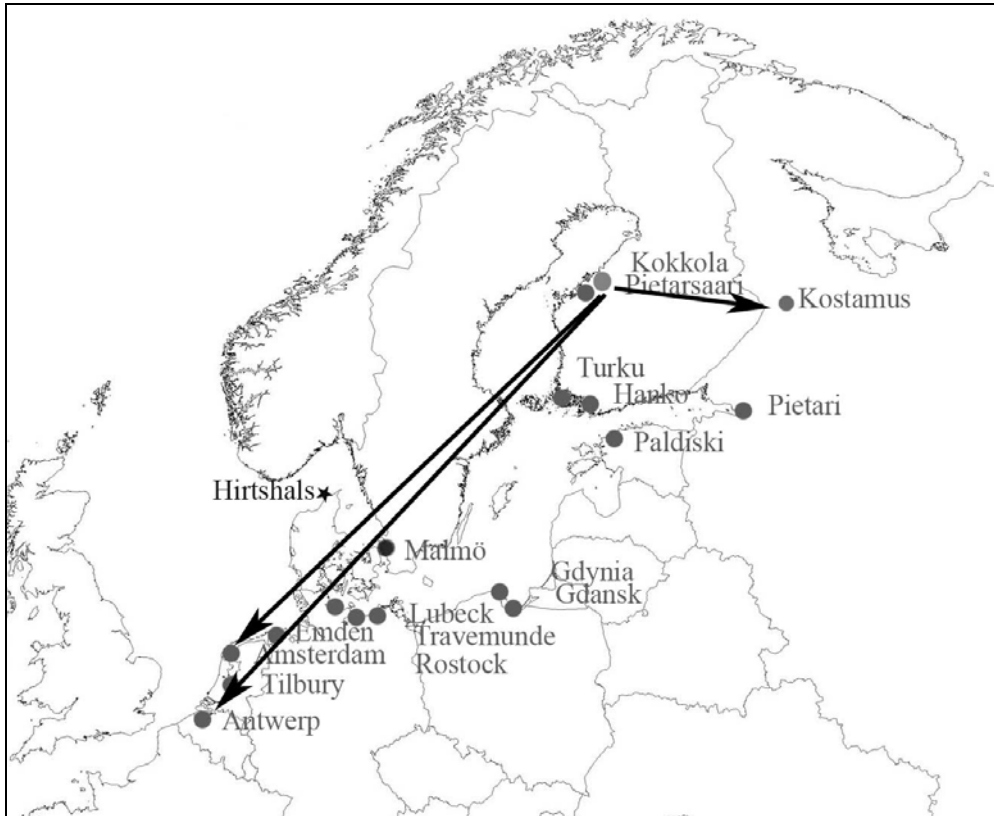 Kokkola
Pietarsaari
Kostamus
Turku
Hanko
Pietari
Paldiski
Hirtshals
Malmö
Gdynia
Gdansk
Lubeck
Emden
Travemunde
Amsterdam
Rostock
Tilbury
Antwerp